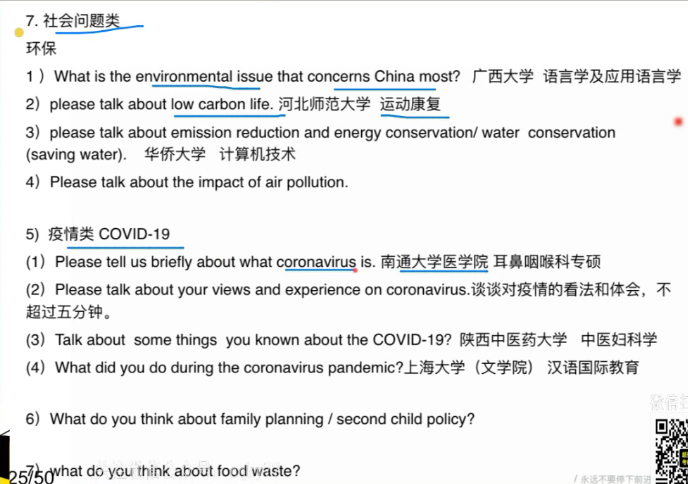 7. 社会问题类
环保
1 ）What is the environmental issue that concerns China most? 广西大学 语言学及应用语言学
2）please talk about low carbon life. 河北师范大学 运动康复
3）please talk about emission reduction and energy conservation/ water conservation
(saving water). 华侨大学 计算机技术
4）Please talk about the impact of air pollution.
5）疫情类 COVID-19
(1）Please tell us briefly about what coronavirus is. 南通大学医学院 耳鼻咽喉科专硕
(2）Please talk about your views and experience on coronavirus.谈谈对疫情的看法和体会，不
超过五分钟。
(3）Talk about some things you known about the COVID-19? 陕西中医药大学 中医妇科学
(4）What did you do during the coronavirus pandemic?上海大学（文学院） 汉语国际教育
6）What do you think about family planning / second child policy?
微信扫
7）what do you think about food waste?
25/50
/ 永远不要停下前进